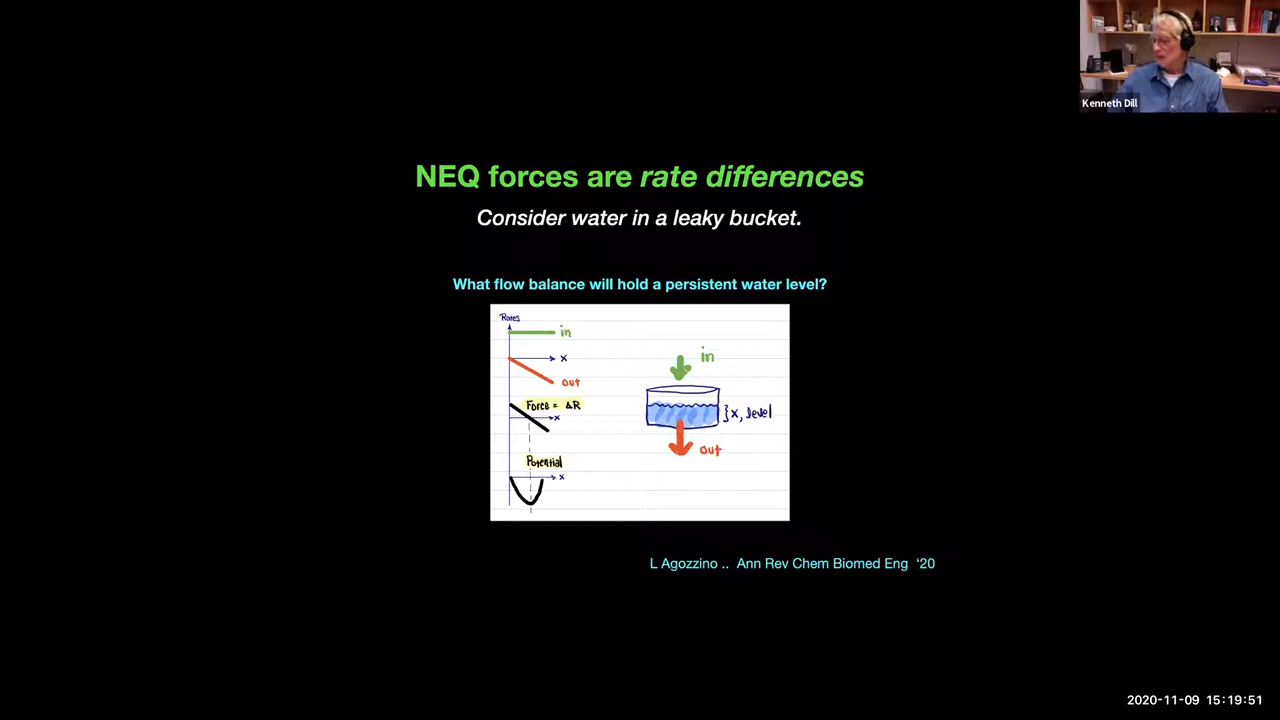 Kenneth Dill
NEQ forces are rate differences
Consider water in a leaky bucket.
What flow balance will hold a persistent water level?
Rates
in
x
out
Force = ΔR
x
Potential
x
in
x, level
out
L Agozzino .. Ann Rev Chem Biomed Eng ‘20
2020-11-09 15:19:51